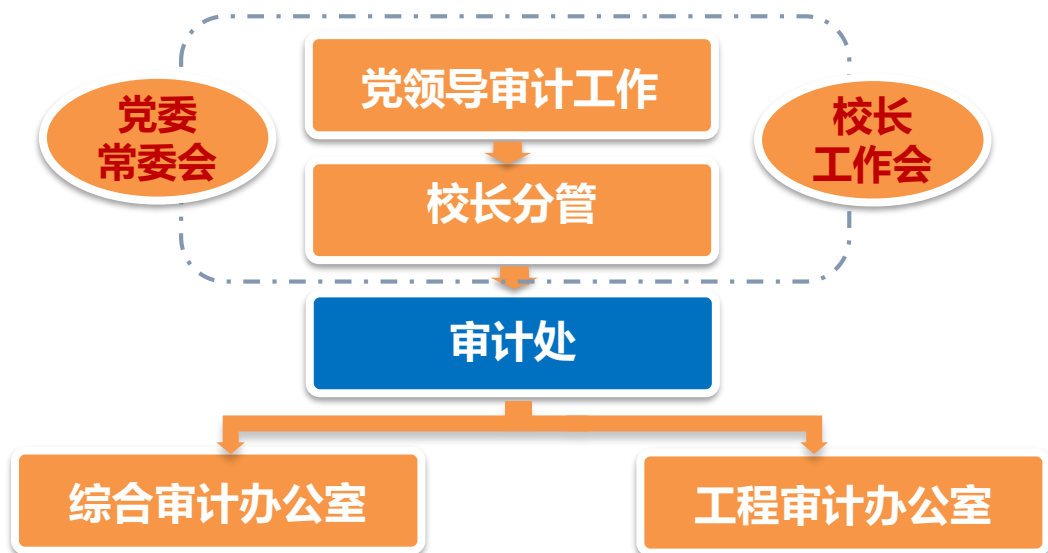 党领导审计工作
党委
常委会
校长
工作会
校长分管
审计处
综合审计办公室
工程审计办公室